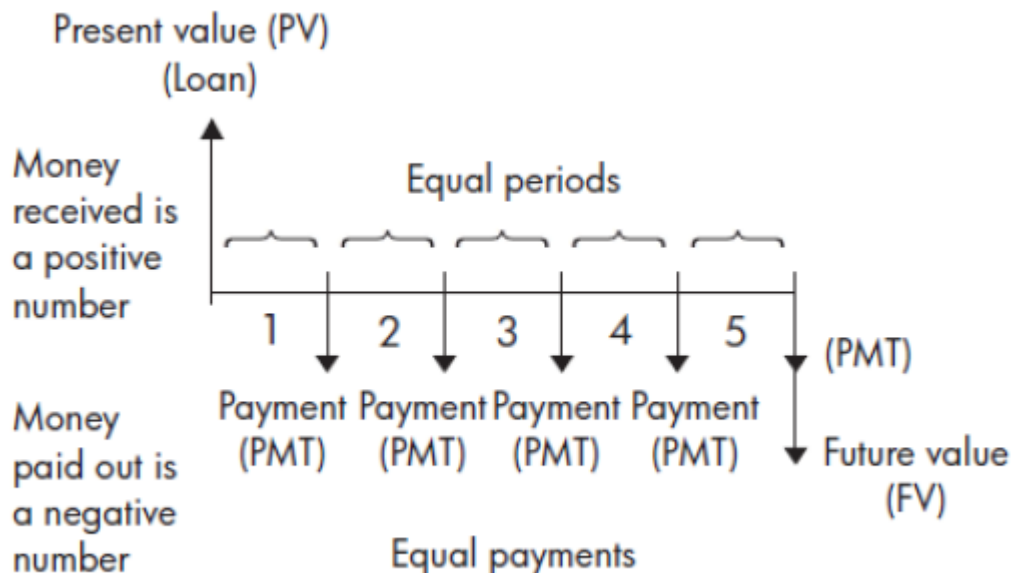 Present value (PV)
(Loan)
Money
received is
a positive
number
Equal periods
1 2 3 4 5
(PMT)
Payment Payment Payment Payment
(PMT) (PMT) (PMT) (PMT)
Money
paid out is
a negative
number
Future value
(FV)
Equal payments